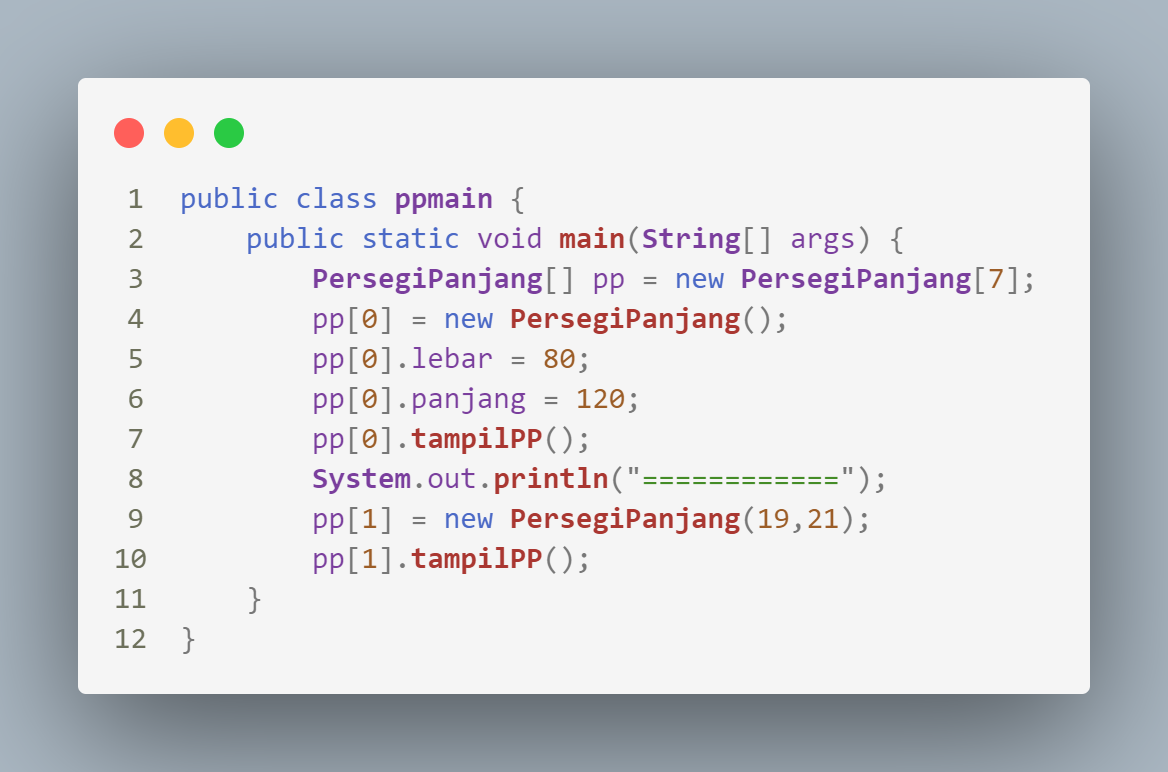 1 public class ppmain {
2     public static void main(String[] args) {
3         PersegiPanjang[] pp = new PersegiPanjang[7];
4         pp[0] = new PersegiPanjang();
5         pp[0].lebar = 80;
6         pp[0].panjang = 120;
7         pp[0].tampilPP();
8         System.out.println("============");
9         pp[1] = new PersegiPanjang(19,21);
10         pp[1].tampilPP();
11     }
12 }